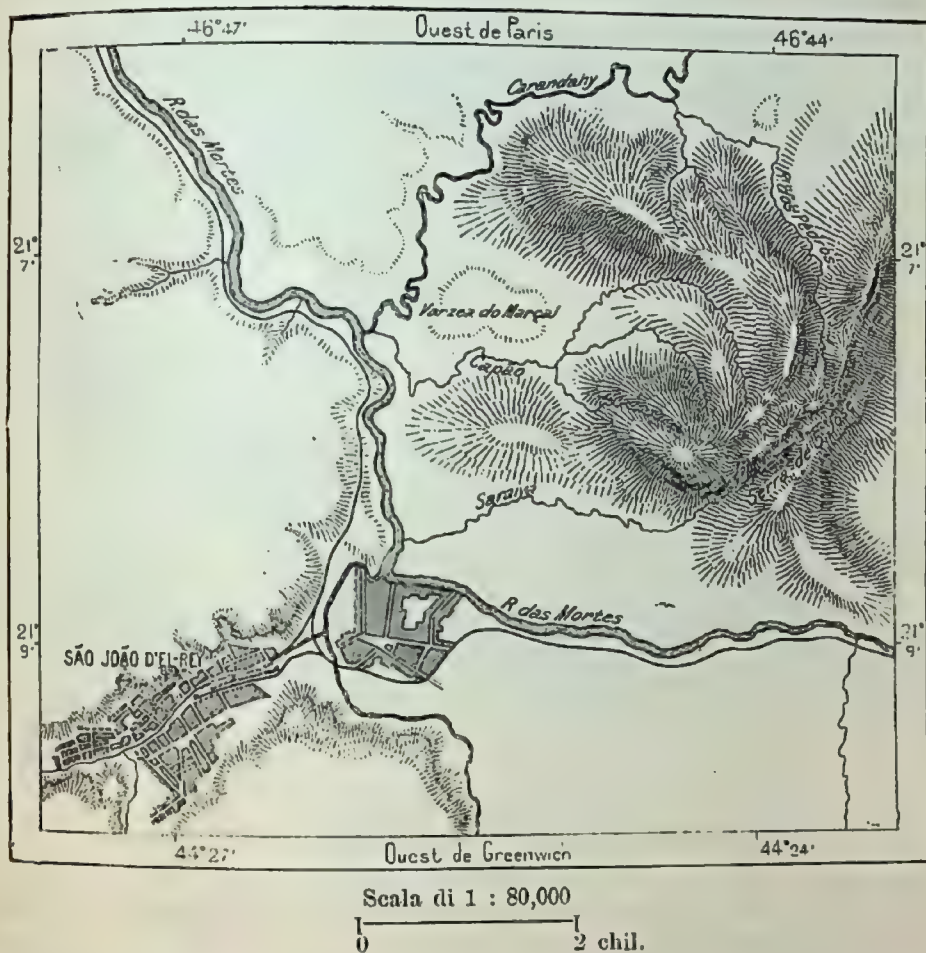 46°47'
Ouest de Paris
46°44'
Carandahy
R. das Mortes
21°
7'
21°
7'
Varzea do Marçal
Capão
R. das Mortes
21°
9'
21°
9'
SÃO JOÃO D'EL-REY
44°27'
Ouest de Greenwich
44°24'
Scala di 1 : 80,000
0
2 chil.